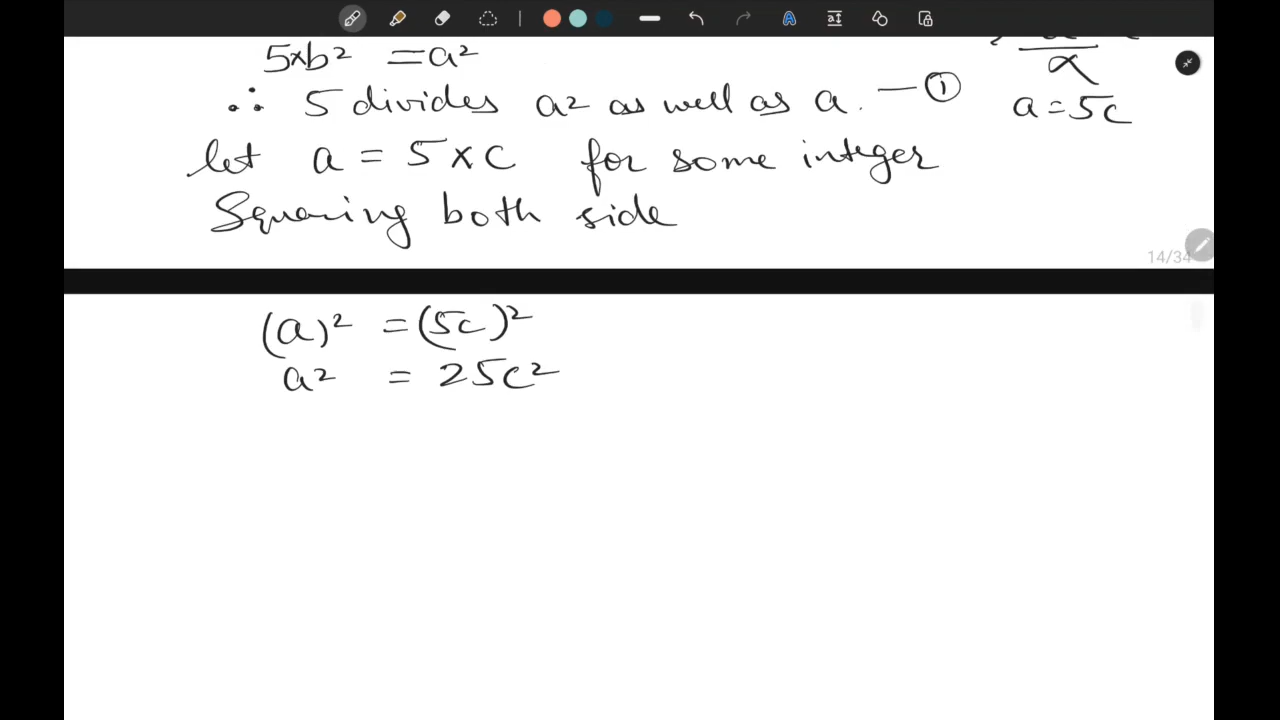 5×b² = a²
∴ 5 divides a² as well as a. — ①
a = 5c
let a = 5 × c for some integer
Squaring both side
14/34
(a)² = (5c)²
a² = 25c²